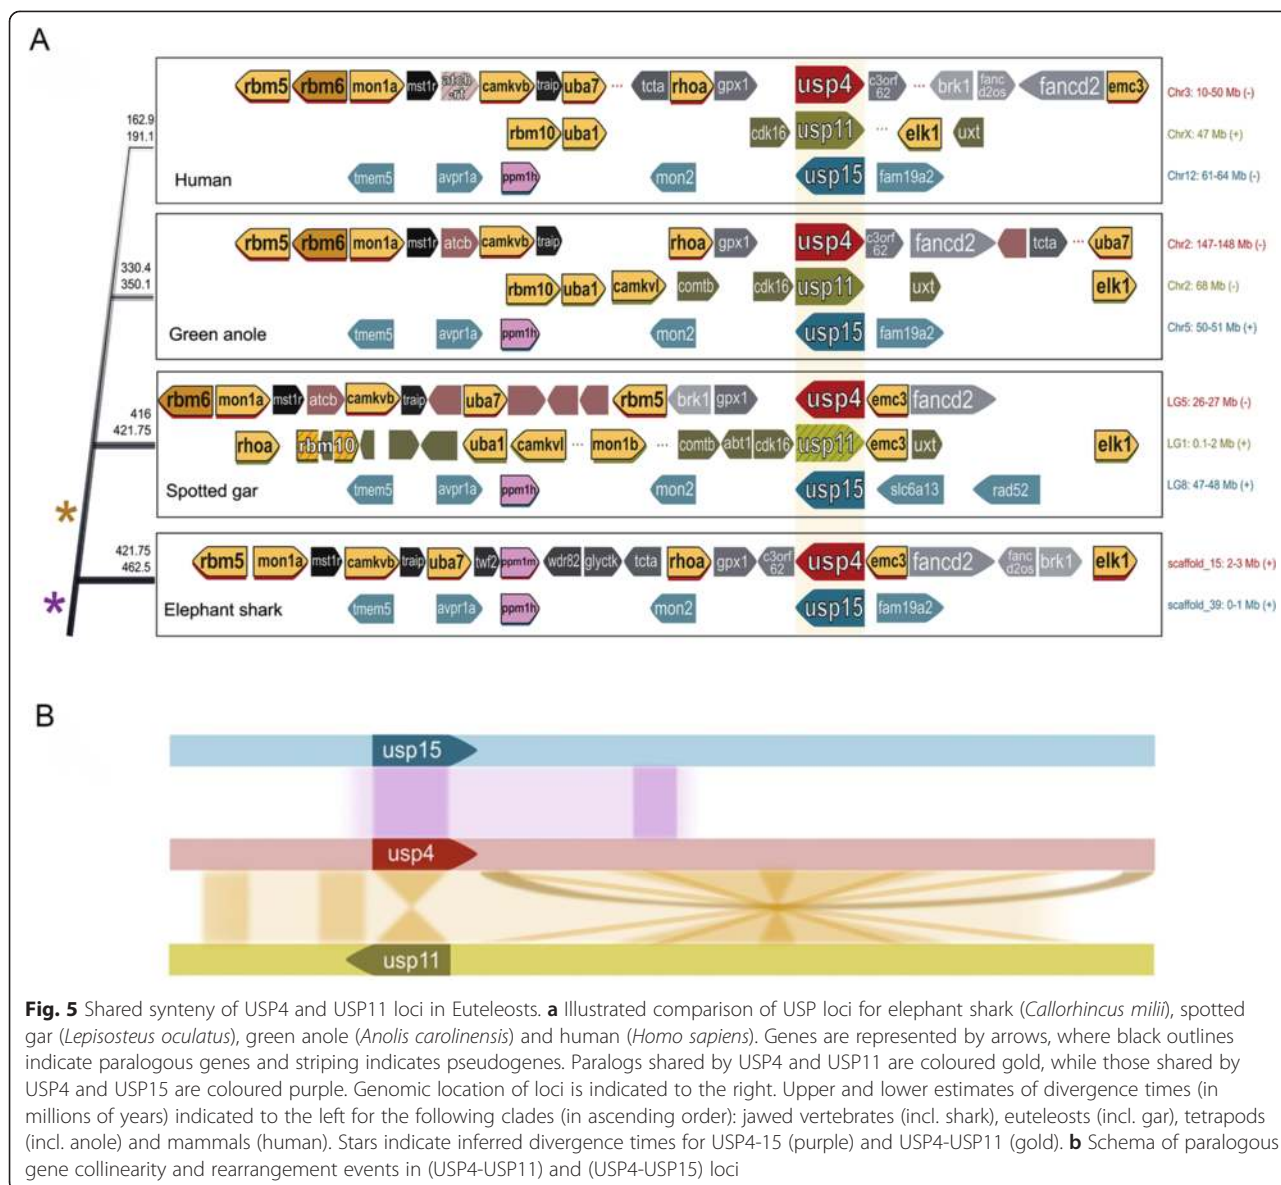 A
rbm5 rbm6 mon1a mst1r atcb -nt camkvb traip uba7 ... tcta rhoa gpx1 usp4 c3orf 62 ... brk1 fanc d2os fancd2 emc3 Chr3: 10-50 Mb (-)
162.9
191.1
rbm10 uba1 cdk16 usp11 ... elk1 uxt ChrX: 47 Mb (+)
tmem5 avpr1a ppm1h mon2 usp15 fam19a2 Chr12: 61-64 Mb (-)
Human
rbm5 rbm6 mon1a mst1r atcb camkvb traip rhoa gpx1 usp4 c3orf 62 fancd2 tcta ... uba7 Chr2: 147-148 Mb (-)
330.4
350.1
rbm10 uba1 camkvl comtb cdk16 usp11 uxt elk1 Chr2: 68 Mb (-)
tmem5 avpr1a ppm1h mon2 usp15 fam19a2 Chr5: 50-51 Mb (+)
Green anole
rbm6 mon1a mst1r atcb camkvb traip uba7 rbm5 brk1 gpx1 usp4 emc3 fancd2 LG5: 26-27 Mb (-)
416
421.75
rhoa rbm10 uba1 camkvl ... mon1b ... comtb abt1 cdk16 usp11 emc3 uxt elk1 LG1: 0.1-2 Mb (+)
tmem5 avpr1a ppm1h mon2 usp15 slc6a13 rad52 LG8: 47-48 Mb (+)
Spotted gar
*
421.75
462.5
rbm5 mon1a mst1r camkvb traip uba7 twf2 ppm1m wdr82 glyctk tcta rhoa gpx1 c3orf 62 usp4 emc3 fancd2 fanc d2os brk1 elk1 scaffold_15: 2-3 Mb (+)
*
tmem5 avpr1a ppm1h mon2 usp15 fam19a2 scaffold_39: 0-1 Mb (+)
Elephant shark
B
usp15
usp4
usp11
Fig. 5 Shared synteny of USP4 and USP11 loci in Euteleosts. a Illustrated comparison of USP loci for elephant shark (Callorhincus milii), spotted
gar (Lepisosteus oculatus), green anole (Anolis carolinensis) and human (Homo sapiens). Genes are represented by arrows, where black outlines
indicate paralogous genes and striping indicates pseudogenes. Paralogs shared by USP4 and USP11 are coloured gold, while those shared by
USP4 and USP15 are coloured purple. Genomic location of loci is indicated to the right. Upper and lower estimates of divergence times (in
millions of years) indicated to the left for the following clades (in ascending order): jawed vertebrates (incl. shark), euteleosts (incl. gar), tetrapods
(incl. anole) and mammals (human). Stars indicate inferred divergence times for USP4-15 (purple) and USP4-USP11 (gold). b Schema of paralogous
gene collinearity and rearrangement events in (USP4-USP11) and (USP4-USP15) loci